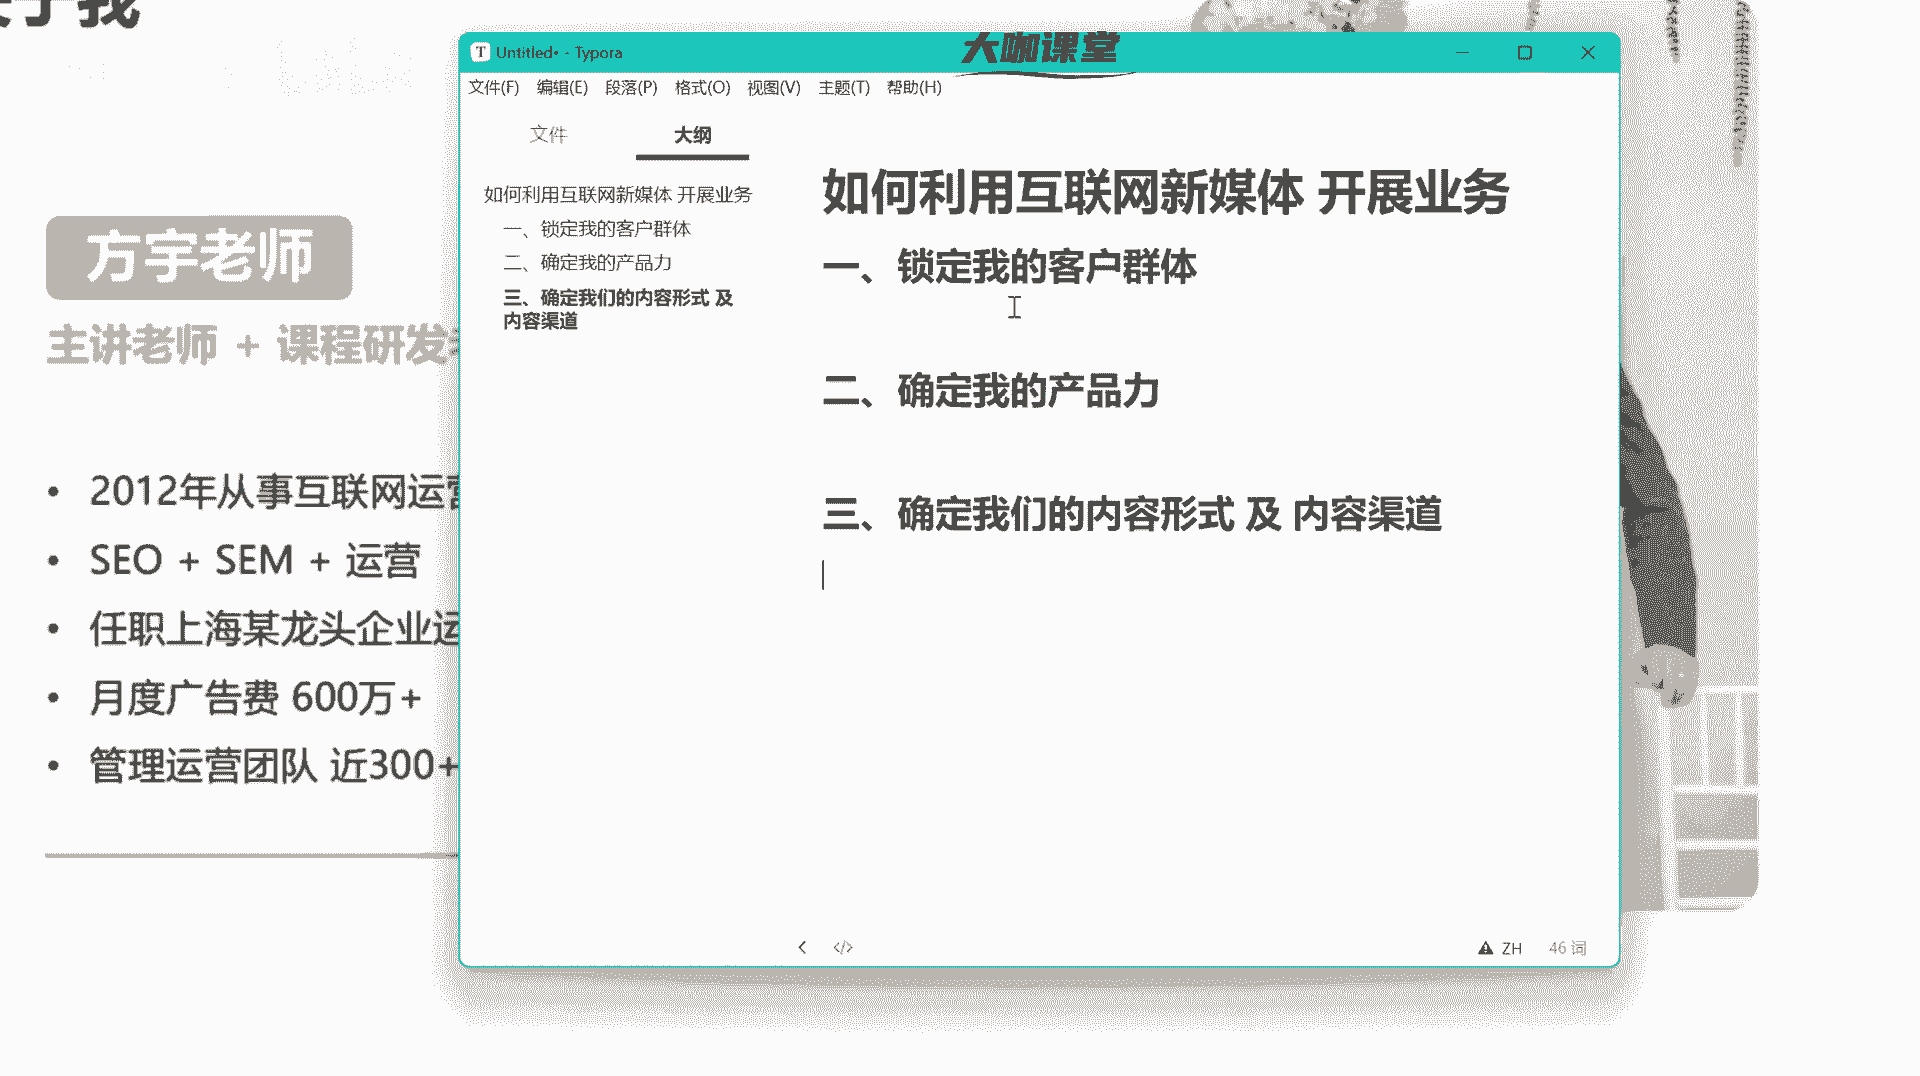 Untitled• - Typora
大咖课堂
文件(F) 编辑(E) 段落(P) 格式(O) 视图(V) 主题(T) 帮助(H)
文件 大纲
如何利用互联网新媒体 开展业务
一、锁定我的客户群体
二、确定我的产品力
三、确定我们的内容形式 及
内容渠道
如何利用互联网新媒体 开展业务
一、锁定我的客户群体
二、确定我的产品力
三、确定我们的内容形式 及 内容渠道
ZH 46 词
方宇老师
主讲老师 + 课程研发
• 2012年从事互联网运营
• SEO + SEM + 运营
• 任职上海某龙头企业运
• 月度广告费 600万+
• 管理运营团队 近300+